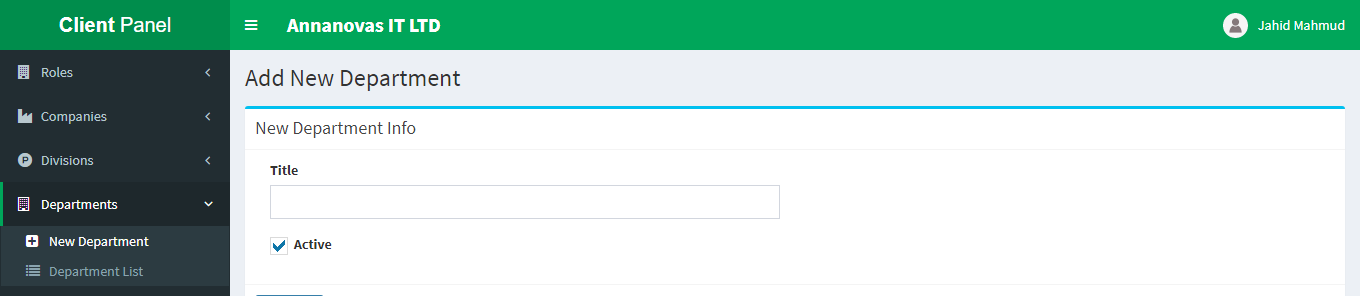 Client Panel
Annanovas IT LTD
Jahid Mahmud
Roles
Companies
Divisions
Departments
New Department
Department List
Add New Department
New Department Info
Title
Active